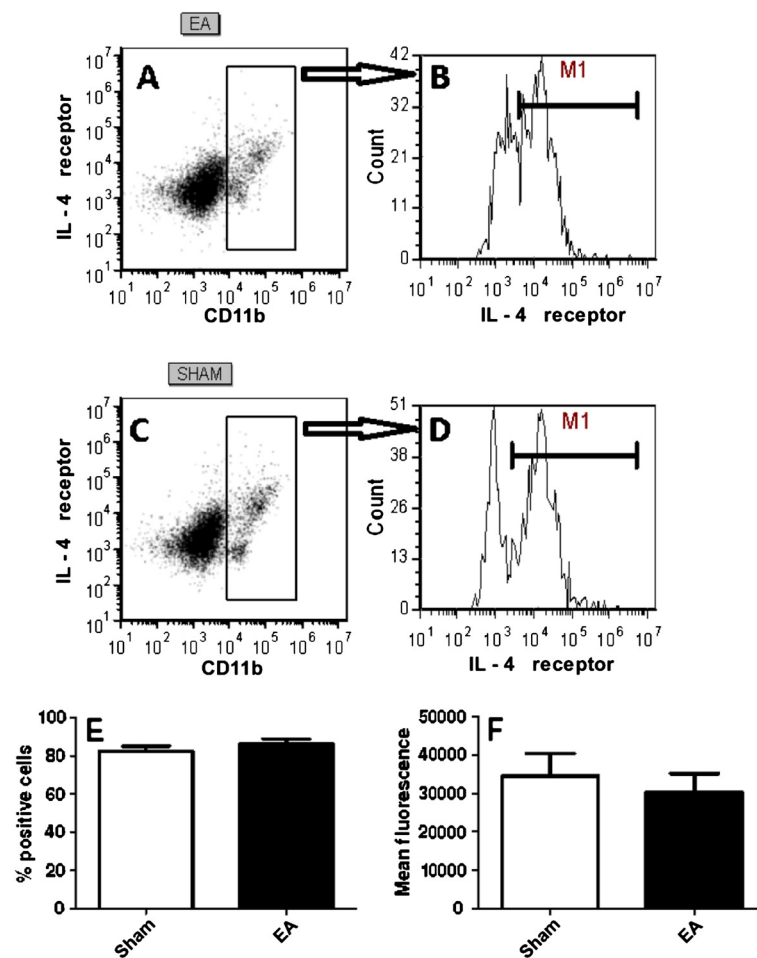 EA
A
IL - 4 receptor
10^7
10^6
10^5
10^4
10^3
10^2
10^1
10^1 10^2 10^3 10^4 10^5 10^6 10^7
CD11b
B
M1
Count
42
32
21
11
0
10^1 10^2 10^3 10^4 10^5 10^6 10^7
IL - 4 receptor
SHAM
C
IL - 4 receptor
10^7
10^6
10^5
10^4
10^3
10^2
10^1
10^1 10^2 10^3 10^4 10^5 10^6 10^7
CD11b
D
M1
Count
51
38
26
13
0
10^1 10^2 10^3 10^4 10^5 10^6 10^7
IL - 4 receptor
E
% positive cells
100
80
60
40
20
0
Sham
EA
F
Mean fluorescence
50000
40000
30000
20000
10000
0
Sham
EA